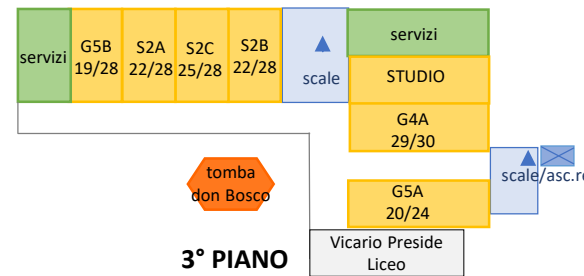 servizi
G5B
19/28
S2A
22/28
S2C
25/28
S2B
22/28
scale
servizi
STUDIO
G4A
29/30
scale/asc.re
G5A
20/24
tomba
don Bosco
3° PIANO
Vicario Preside
Liceo